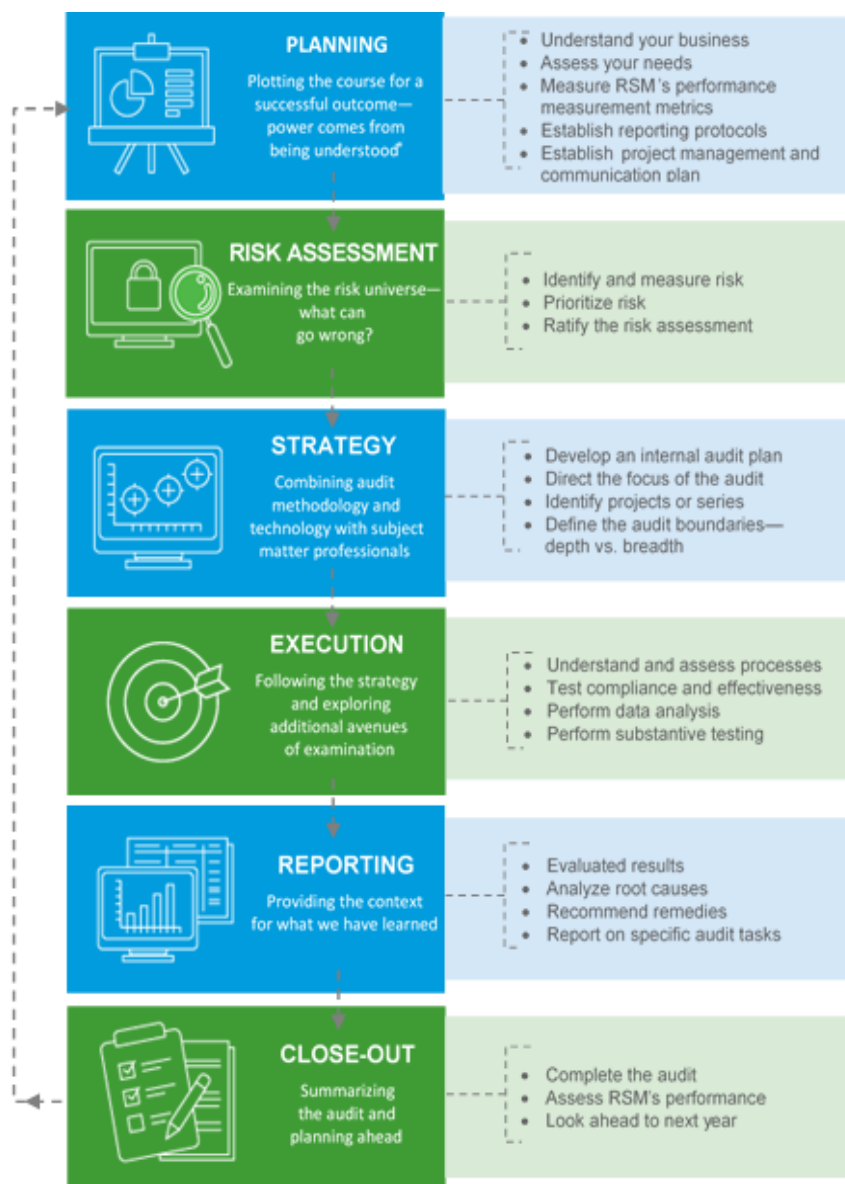 PLANNING
Plotting the course for a
successful outcome—
power comes from
being understood®
• Understand your business
• Assess your needs
• Measure RSM's performance
measurement metrics
• Establish reporting protocols
• Establish project management and
communication plan
RISK ASSESSMENT
Examining the risk universe—
what can
go wrong?
• Identify and measure risk
• Prioritize risk
• Ratify the risk assessment
STRATEGY
Combining audit
methodology and
technology with subject
matter professionals
• Develop an internal audit plan
• Direct the focus of the audit
• Identify projects or series
• Define the audit boundaries—
depth vs. breadth
EXECUTION
Following the strategy
and exploring
additional avenues
of examination
• Understand and assess processes
• Test compliance and effectiveness
• Perform data analysis
• Perform substantive testing
REPORTING
Providing the context
for what we have learned
• Evaluated results
• Analyze root causes
• Recommend remedies
• Report on specific audit tasks
CLOSE-OUT
Summarizing
the audit and
planning ahead
• Complete the audit
• Assess RSM's performance
• Look ahead to next year